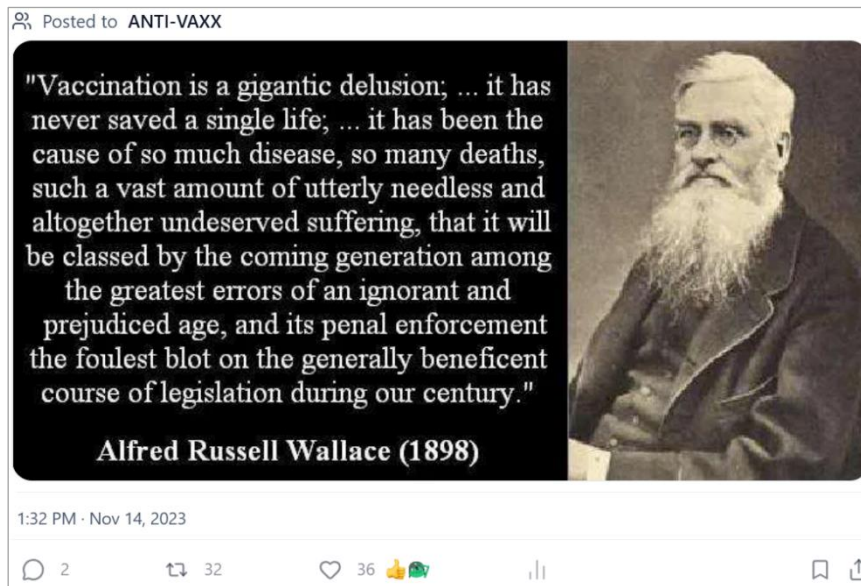 Posted to ANTI-VAXX
"Vaccination is a gigantic delusion; ... it has
never saved a single life; ... it has been the
cause of so much disease, so many deaths,
such a vast amount of utterly needless and
altogether undeserved suffering, that it will
be classed by the coming generation among
the greatest errors of an ignorant and
prejudiced age, and its penal enforcement
the foulest blot on the generally beneficent
course of legislation during our century."
Alfred Russell Wallace (1898)
1:32 PM · Nov 14, 2023
2 32 36